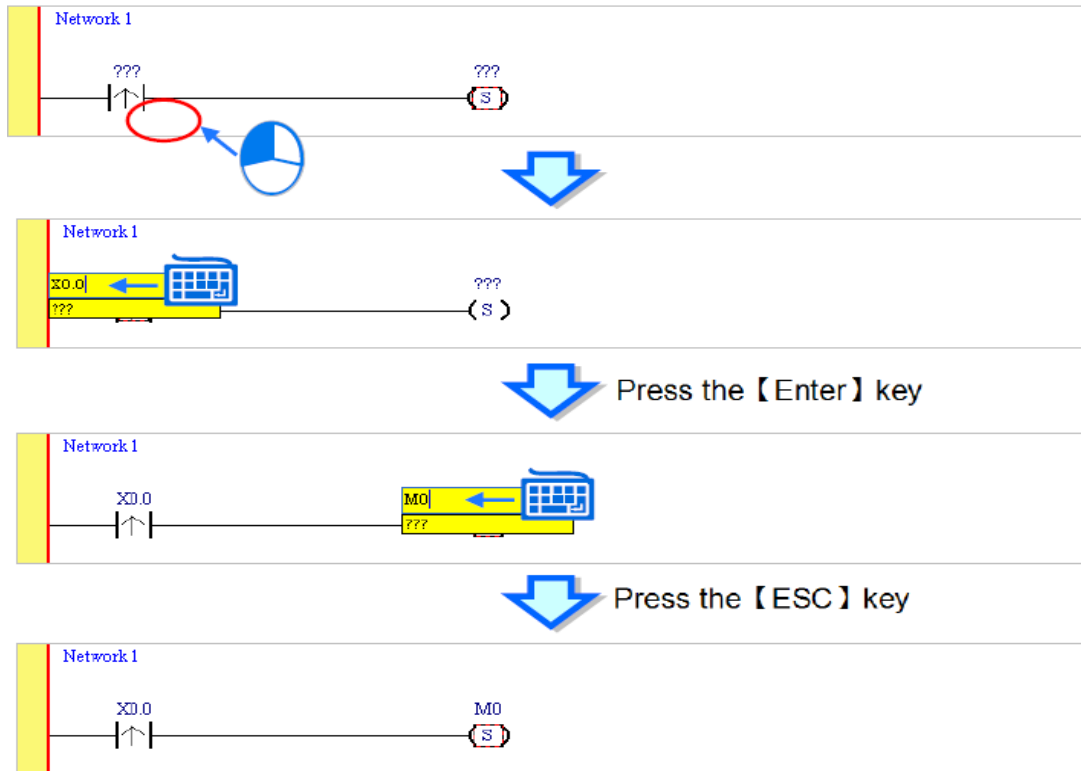 Network 1
??? ???
S
Network 1
X0.0
??? ???
S
Press the【Enter】key
Network 1
X0.0
M0
???
Press the【ESC】key
Network 1
X0.0 M0
S